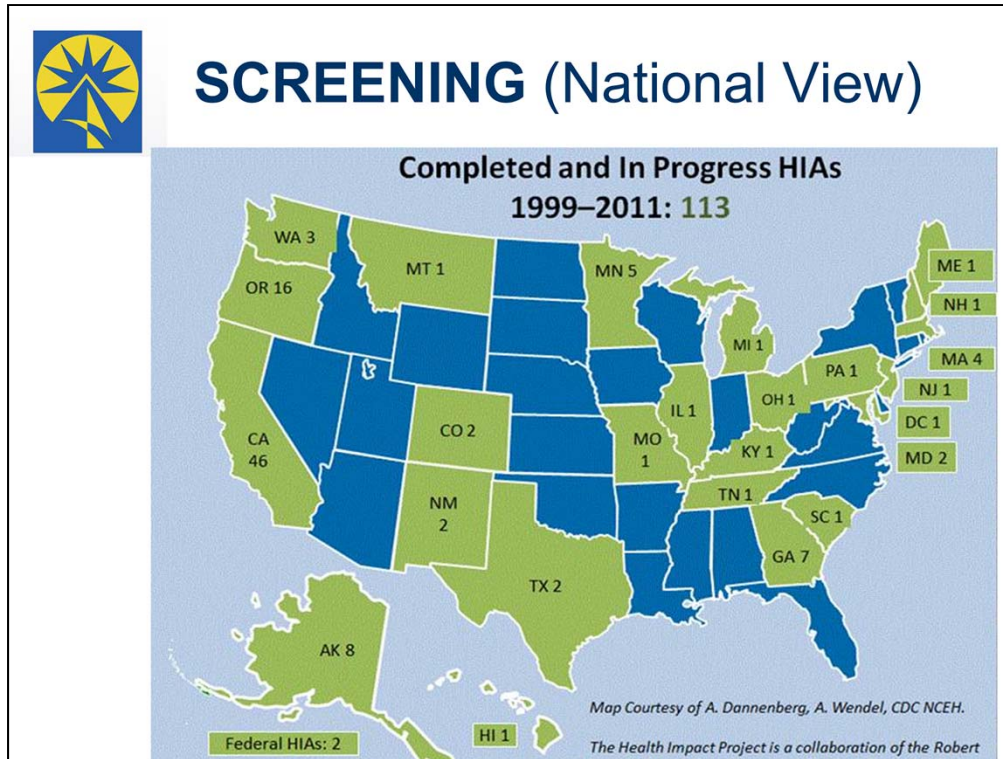 SCREENING (National View)
Completed and In Progress HIAs
1999–2011: 113
WA 3
MT 1
MN 5
ME 1
OR 16
NH 1
MI 1
MA 4
PA 1
NJ 1
OH 1
IL 1
DC 1
CO 2
MO
1
CA
46
KY 1
MD 2
TN 1
NM
2
SC 1
GA 7
TX 2
AK 8
Map Courtesy of A. Dannenberg, A. Wendel, CDC NCEH.
HI 1
Federal HIAs: 2
The Health Impact Project is a collaboration of the Robert